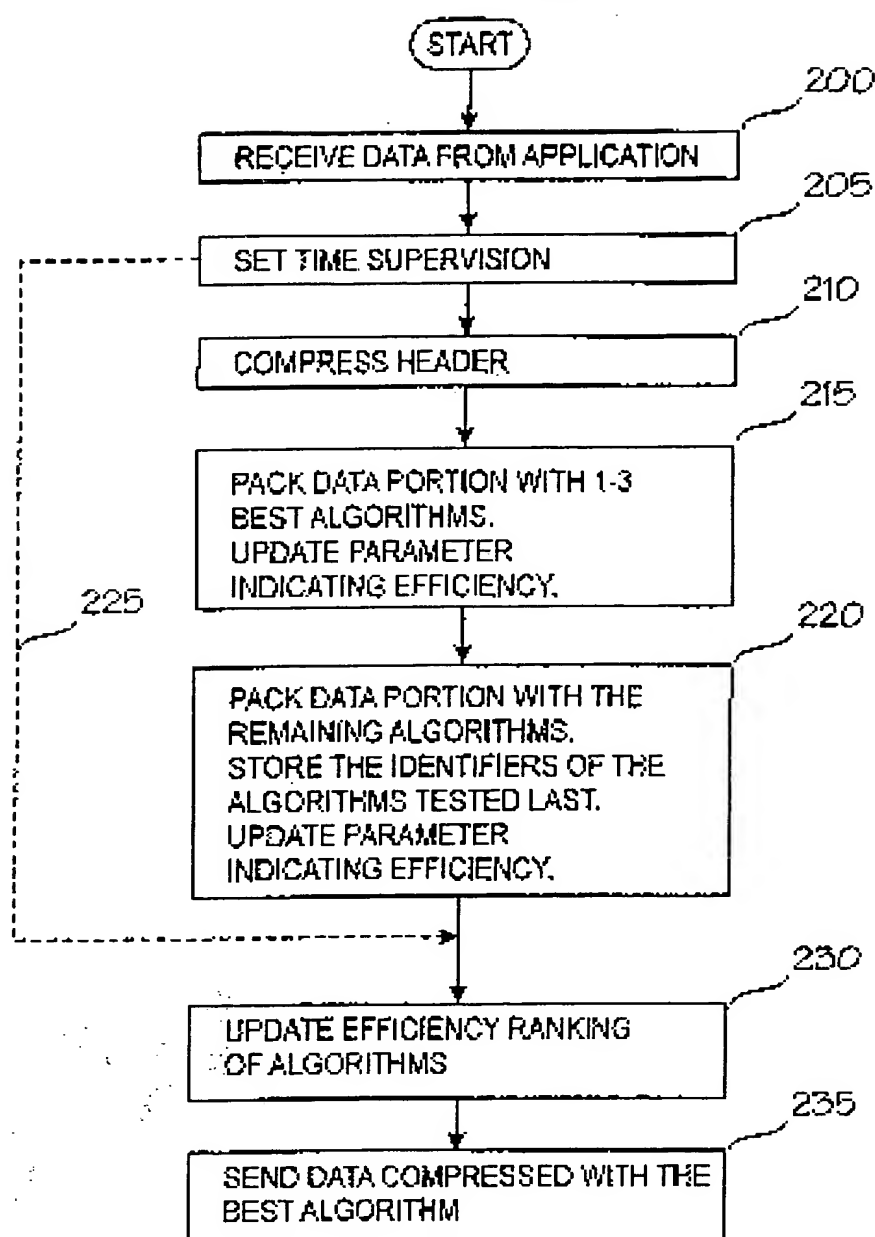 START
200
RECEIVE DATA FROM APPLICATION
205
SET TIME SUPERVISION
210
COMPRESS HEADER
215
PACK DATA PORTION WITH 1-3
BEST ALGORITHMS.
UPDATE PARAMETER
INDICATING EFFICIENCY.
225
220
PACK DATA PORTION WITH THE
REMAINING ALGORITHMS.
STORE THE IDENTIFIERS OF THE
ALGORITHMS TESTED LAST.
UPDATE PARAMETER
INDICATING EFFICIENCY.
230
UPDATE EFFICIENCY RANKING
OF ALGORITHMS
235
SEND DATA COMPRESSED WITH THE
BEST ALGORITHM